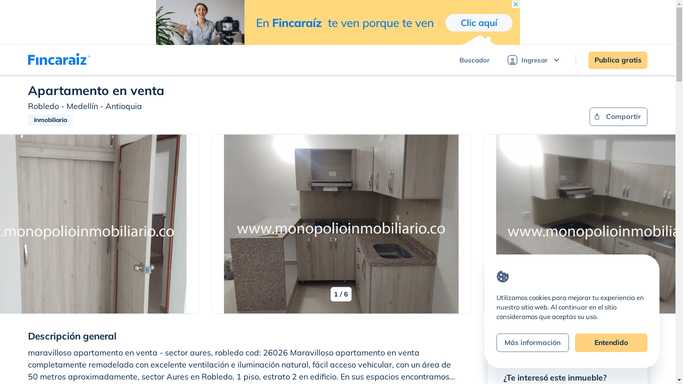 En Fincaraíz te ven porque te ven
Clic aquí
Fincaraíz
Buscador
Ingresar
Publica gratis
Apartamento en venta
Robledo - Medellín - Antioquia
Inmobiliaria
Compartir
.monopolioinmobiliario.co
www.monopolioinmobiliario.co
www.monopolioinmobiliar
1 / 6
Utilizamos cookies para mejorar tu experiencia en
nuestro sitio web. Al continuar en el sitio
consideramos que aceptas su uso.
Más información
Entendido
Descripción general
maravilloso apartamento en venta - sector aures, robledo cod: 26026 Maravilloso apartamento en venta
completamente remodelada con excelente ventilación e iluminación natural, fácil acceso vehicular, con un área de
50 metros aproximadamente, sector Aures en Robledo, 1 piso, estrato 2 en edificio. En sus espacios encontramos...
¿Te interesó este inmueble?